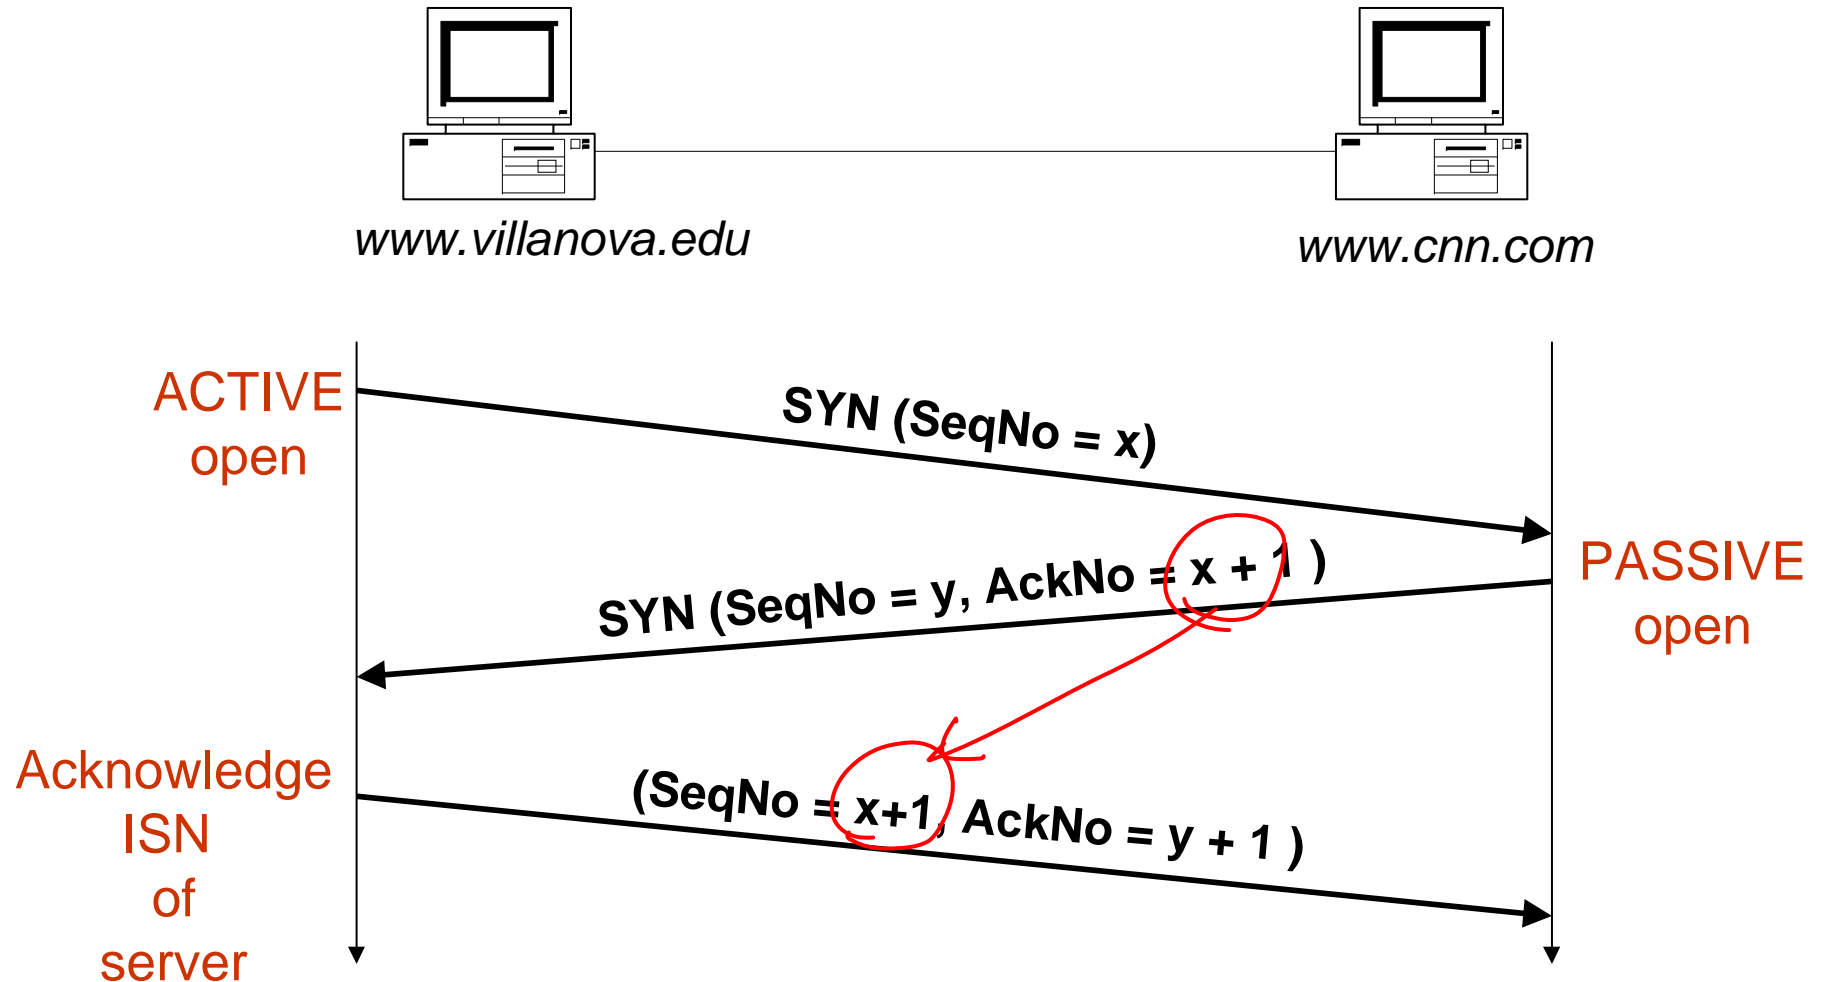 www.villanova.edu
www.cnn.com
ACTIVE
open
SYN (SeqNo = x)
SYN (SeqNo = y, AckNo = x + 1 )
PASSIVE
open
Acknowledge
ISN
of
server
(SeqNo = x+1, AckNo = y + 1 )